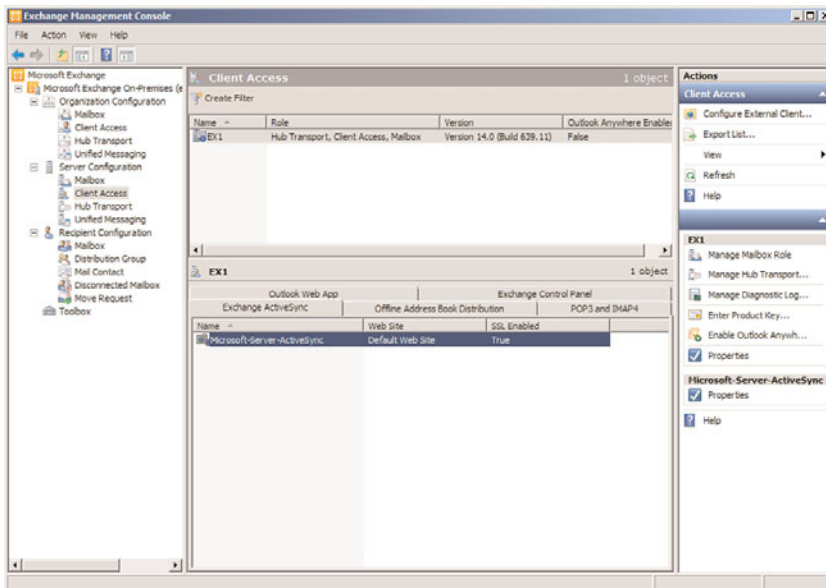 Exchange Management Console
File Action View Help
Microsoft Exchange
Microsoft Exchange On-Premises (e
Organization Configuration
Mailbox
Client Access
Hub Transport
Unified Messaging
Server Configuration
Mailbox
Client Access
Hub Transport
Unified Messaging
Recipient Configuration
Mailbox
Distribution Group
Mail Contact
Disconnected Mailbox
Move Request
Toolbox
Client Access 1 object
Create Filter
Name Role Version Outlook Anywhere Enabled
EX1 Hub Transport, Client Access, Mailbox Version 14.0 (Build 639.11) False
EX1 1 object
Outlook Web App Exchange Control Panel
Exchange ActiveSync Offline Address Book Distribution POP3 and IMAP4
Name Web Site SSL Enabled
Microsoft-Server-ActiveSync Default Web Site True
Actions
Client Access
Configure External Client...
Export List...
View
Refresh
Help
EX1
Manage Mailbox Role
Manage Hub Transport...
Manage Diagnostic Log...
Enter Product Key...
Enable Outlook Anywh...
Properties
Microsoft-Server-ActiveSync
Properties
Help